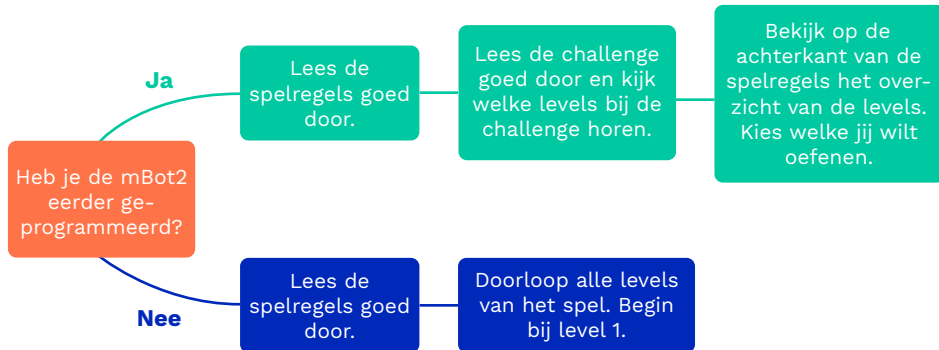 Heb je de mBot2
eerder ge-
programmeerd?
Ja
Lees de
spelregels goed
door.
Lees de challenge
goed door en kijk
welke levels bij de
challenge horen.
Bekijk op de
achterkant van de
spelregels het over-
zicht van de levels.
Kies welke jij wilt
oefenen.
Nee
Lees de
spelregels goed
door.
Doorloop alle levels
van het spel. Begin
bij level 1.